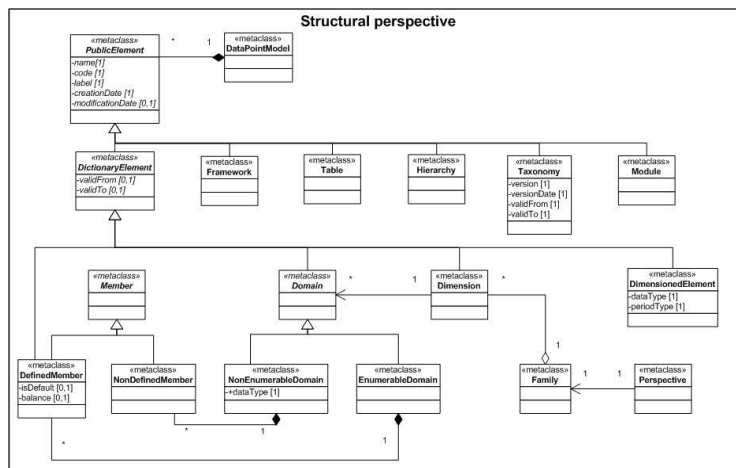 Structural perspective
«metaclass»
PublicElement
-name[1]
-code [1]
-label [1]
-creationDate [1]
-modificationDate [0,1]
*
1
«metaclass»
DataPointModel
«metaclass»
DictionaryElement
-validFrom [0,1]
-validTo [0,1]
«metaclass»
Framework
«metaclass»
Table
«metaclass»
Hierarchy
«metaclass»
Taxonomy
-version [1]
-versionDate [1]
-validFrom [1]
-validTo [1]
«metaclass»
Module
«metaclass»
Member
«metaclass»
Domain
*
1
«metaclass»
Dimension
*
«metaclass»
DimensionedElement
-dataType [1]
-periodType [1]
«metaclass»
DefinedMember
-isDefault [0,1]
-balance [0,1]
«metaclass»
NonDefinedMember
«metaclass»
NonEnumerableDomain
-+dataType [1]
«metaclass»
EnumerableDomain
1
«metaclass»
Family
1
1
«metaclass»
Perspective
*
1
*
1